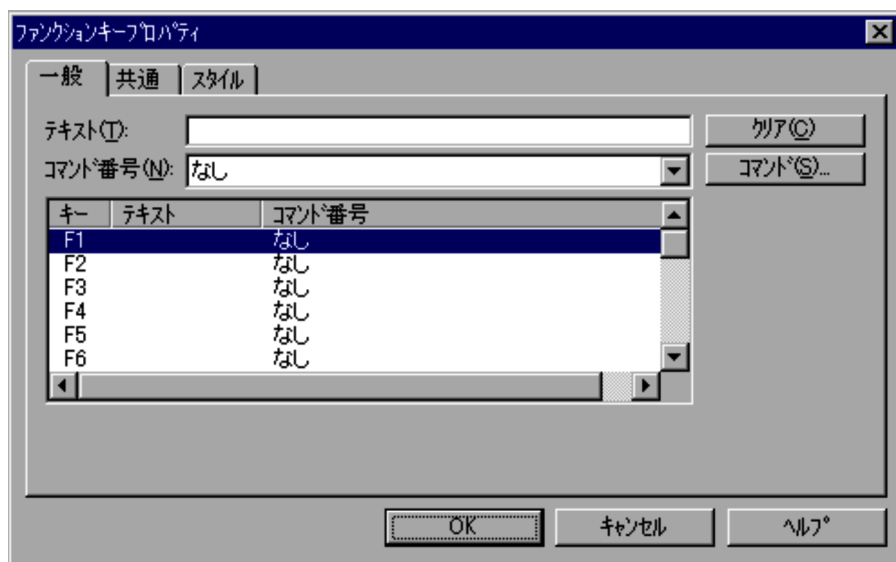 ﾌｧﾝｸｼｮﾝｷｰﾌﾟﾛﾊﾟﾃｨ
一般 共通 ｽﾀｲﾙ
ﾃｷｽﾄ(T): ｸﾘｱ(C)
ｺﾏﾝﾄﾞ番号(N): なし ｺﾏﾝﾄﾞ(S)...
ｷｰ ﾃｷｽﾄ ｺﾏﾝﾄﾞ番号
F1 なし
F2 なし
F3 なし
F4 なし
F5 なし
F6 なし
OK ｷｬﾝｾﾙ ﾍﾙﾌﾟ